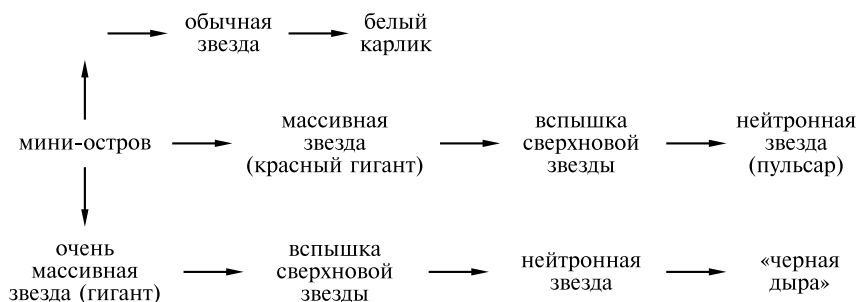 обычная
звезда
белый
карлик
мини-остров
массивная
звезда
(красный гигант)
вспышка
сверхновой
звезды
нейтронная
звезда
(пульсар)
очень
массивная
звезда (гигант)
вспышка
сверхновой
звезды
нейтронная
звезда
«черная
дыра»